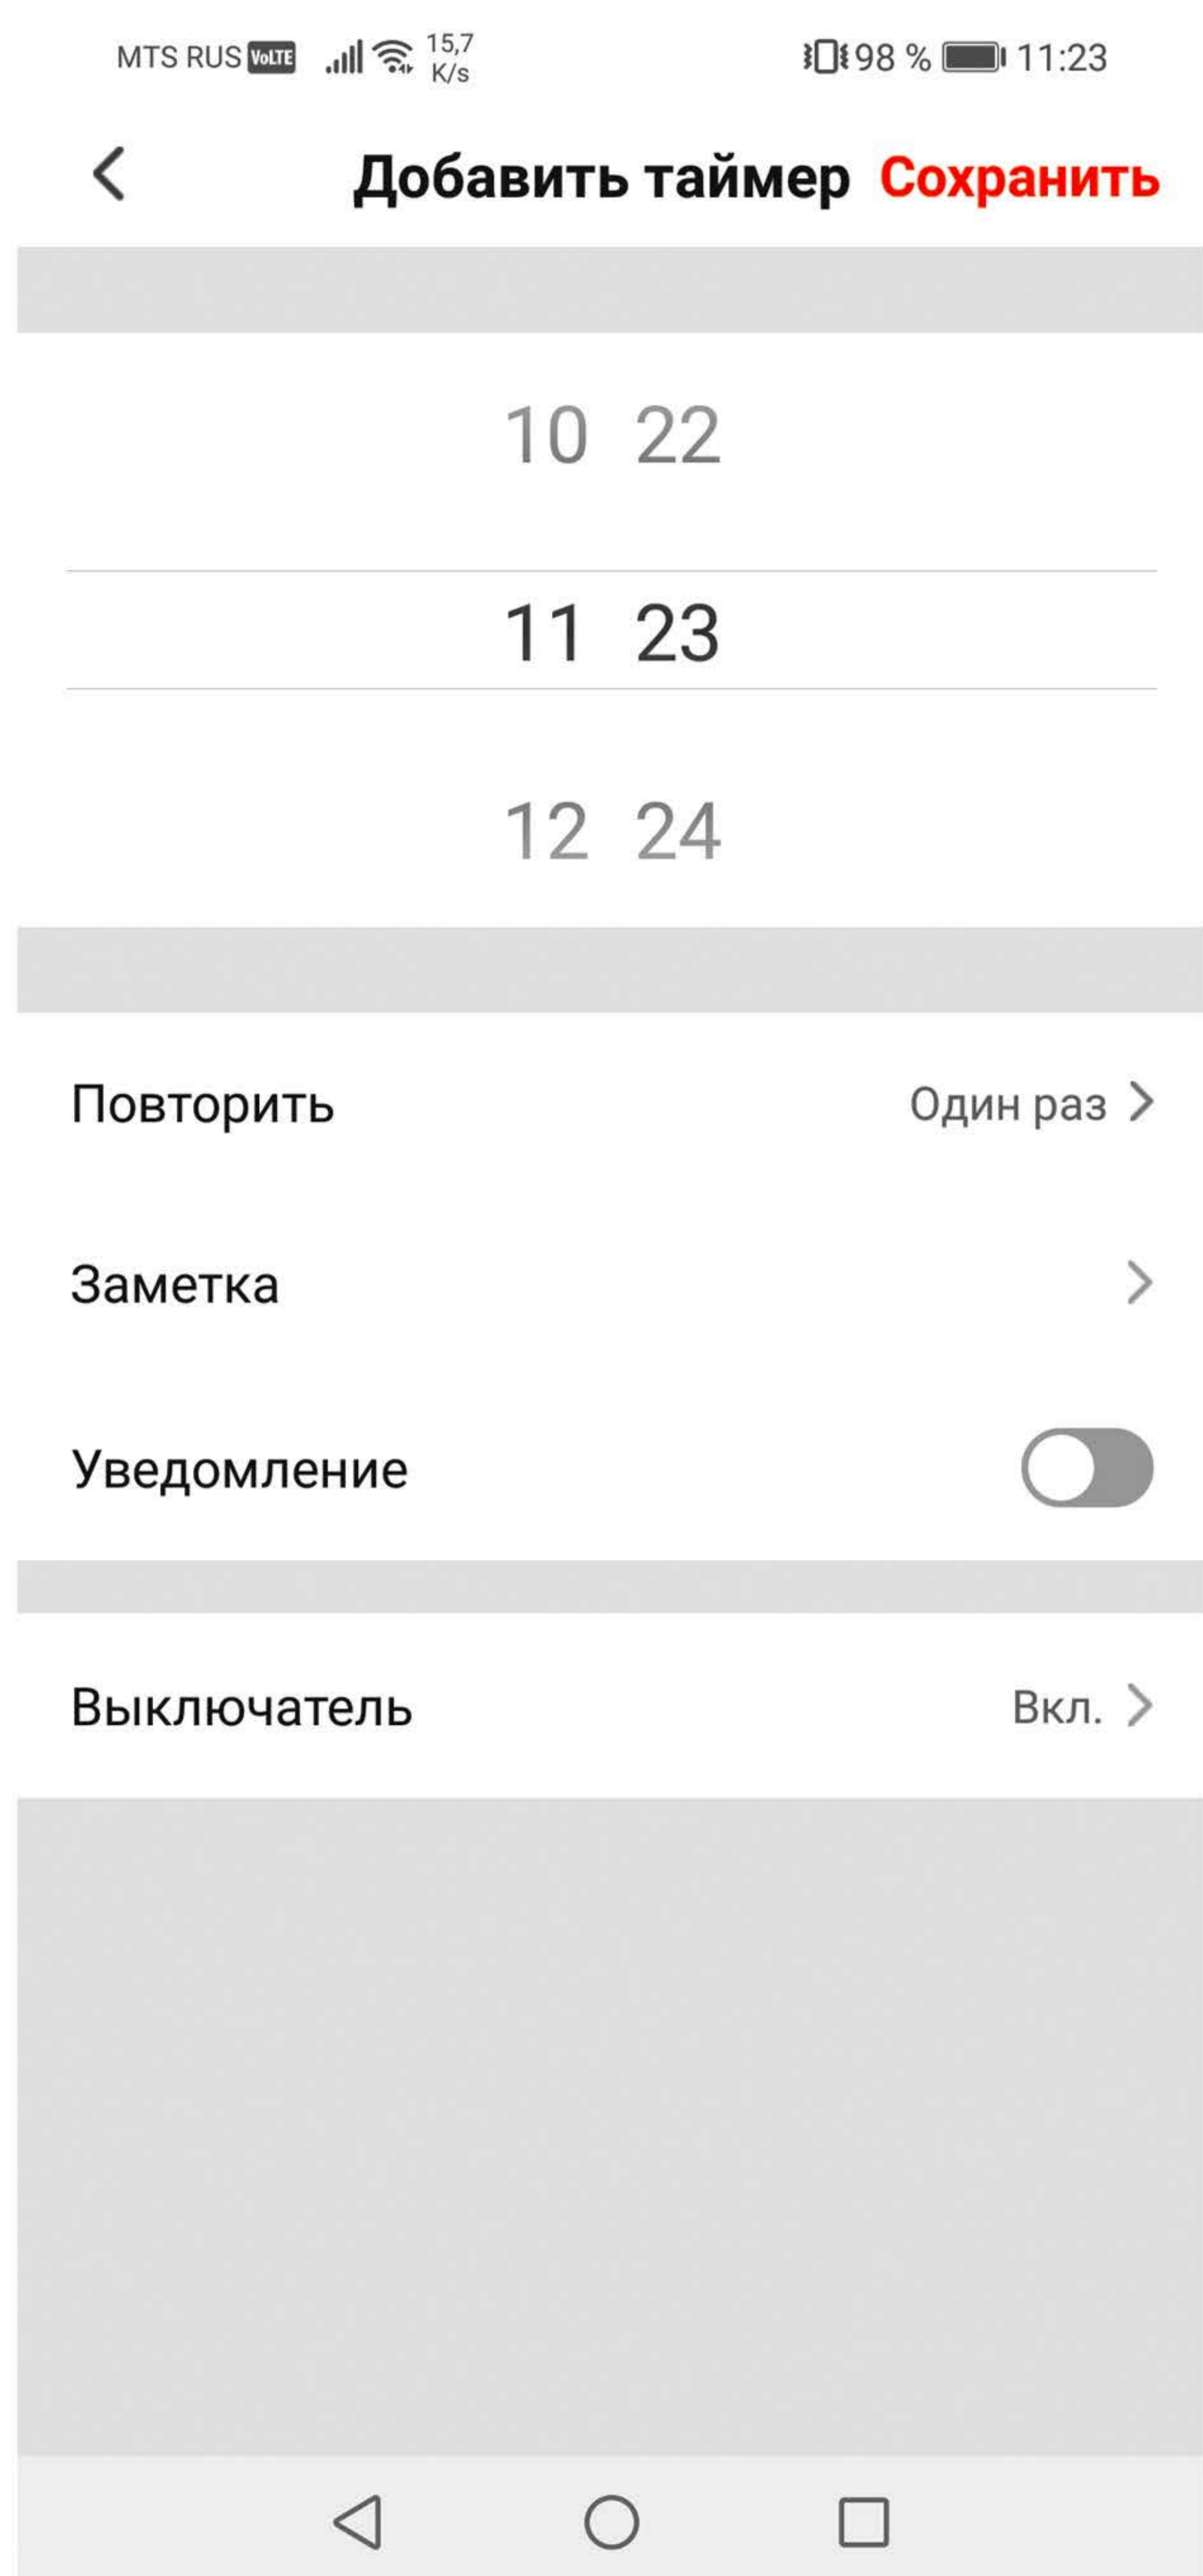 MTS RUS VoLTE 15,7 K/s 98 % 11:23
Добавить таймер Сохранить
10 22
11 23
12 24
Повторить Один раз
Заметка
Уведомление
Выключатель Вкл.